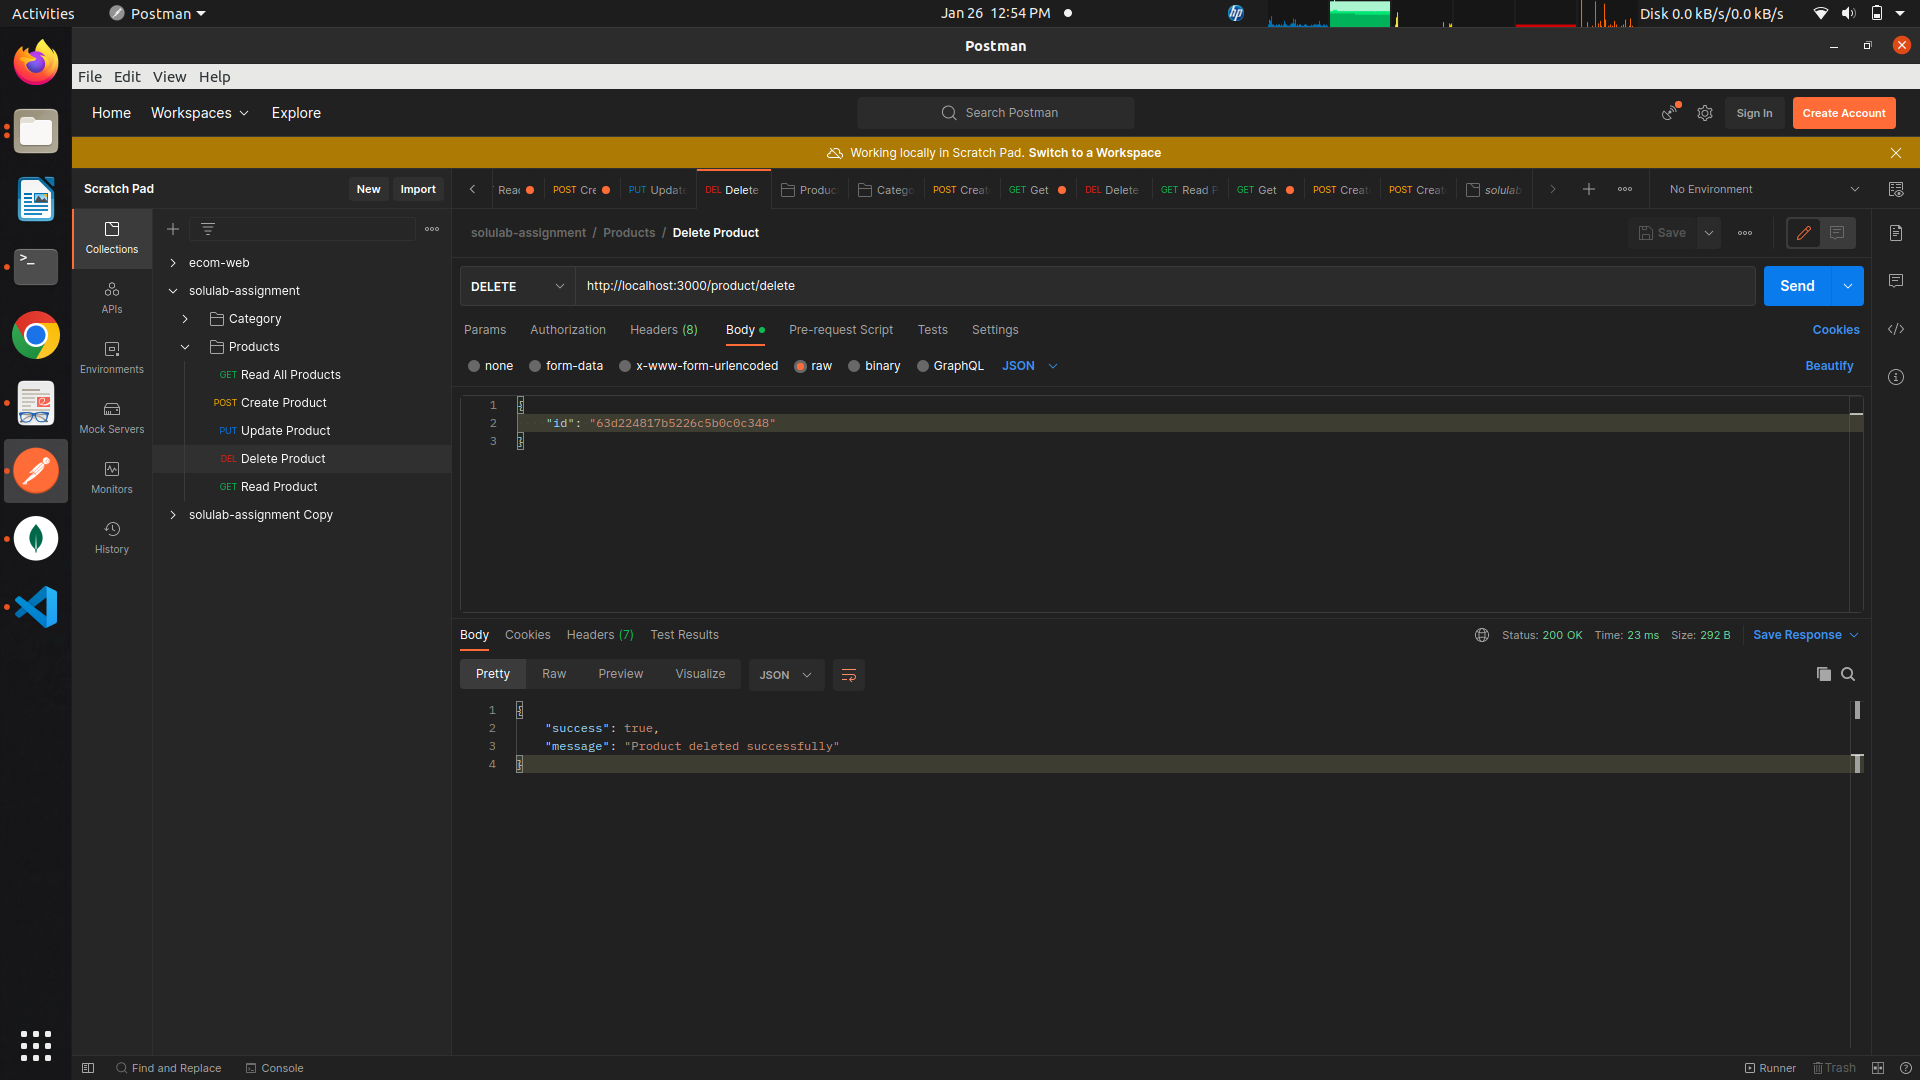 Activities
Postman
Jan 26 12:54 PM
hp
Disk 0.0 kB/s/0.0 kB/s
Postman
File Edit View Help
Home Workspaces Explore
Search Postman
Sign In
Create Account
Working locally in Scratch Pad. Switch to a Workspace
Scratch Pad
New
Import
Reac
POST Cre
PUT Update
DEL Delete
Produc
Catego
POST Creat
GET Get
DEL Delete
GET Read P
GET Get
POST Creat
POST Creat
solulab
No Environment
Collections
APIs
Environments
Mock Servers
Monitors
History
ecom-web
solulab-assignment
Category
Products
GET Read All Products
POST Create Product
PUT Update Product
DEL Delete Product
GET Read Product
solulab-assignment Copy
solulab-assignment / Products / Delete Product
Save
DELETE
http://localhost:3000/product/delete
Send
Params Authorization Headers (8) Body Pre-request Script Tests Settings
Cookies
none form-data x-www-form-urlencoded raw binary GraphQL JSON
Beautify
1 {
2 "id": "63d224817b5226c5b0c0c348"
3 }
Body Cookies Headers (7) Test Results
Status: 200 OK Time: 23 ms Size: 292 B
Save Response
Pretty Raw Preview Visualize JSON
1 {
2 "success": true,
3 "message": "Product deleted successfully"
4 }
Find and Replace
Console
Runner
Trash